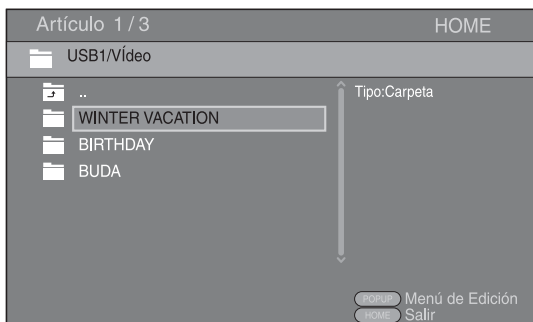 Artículo 1/3 HOME
USB1/VÍdeo
..
WINTER VACATION
BIRTHDAY
BUDA
Tipo:Carpeta
POPUP Menú de Edición
HOME Salir